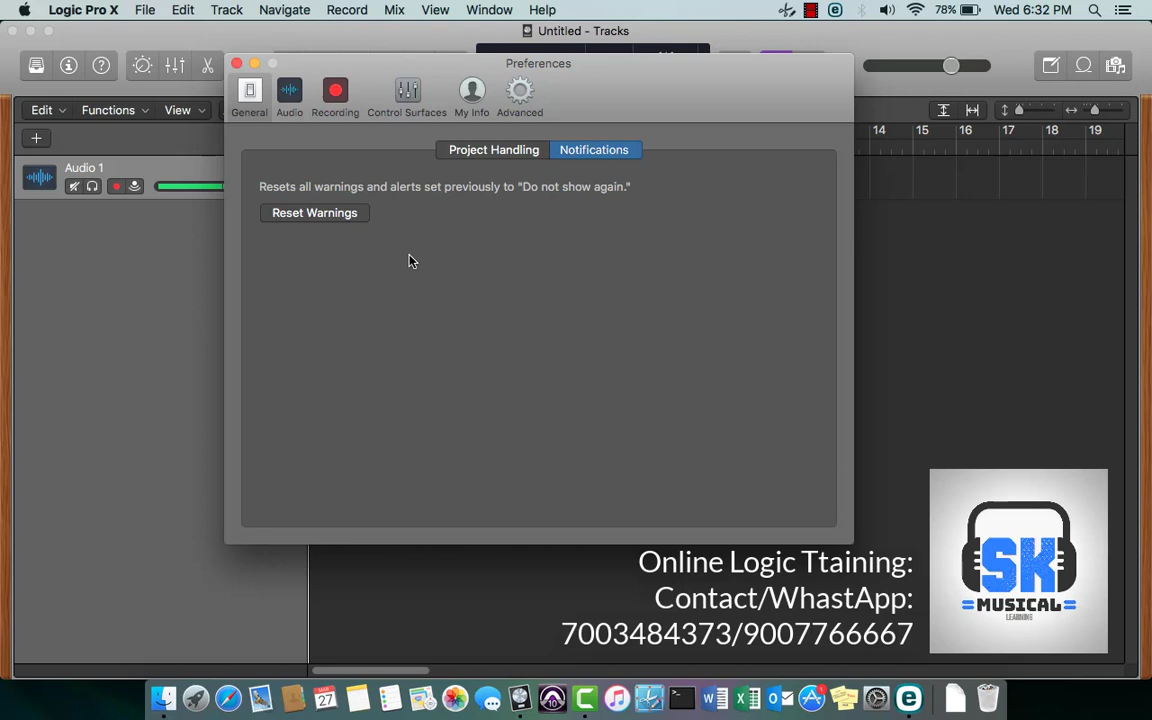 Logic Pro X File Edit Track Navigate Record Mix View Window Help 78% Wed 6:32 PM
Untitled - Tracks
Preferences
General Audio Recording Control Surfaces My Info Advanced
Edit Functions View
14 15 16 17 18 19
Project Handling Notifications
Audio 1
Resets all warnings and alerts set previously to "Do not show again."
Reset Warnings
Online Logic Ttaining:
Contact/WhastApp:
7003484373/9007766667
SK
MUSICAL
LEARNING